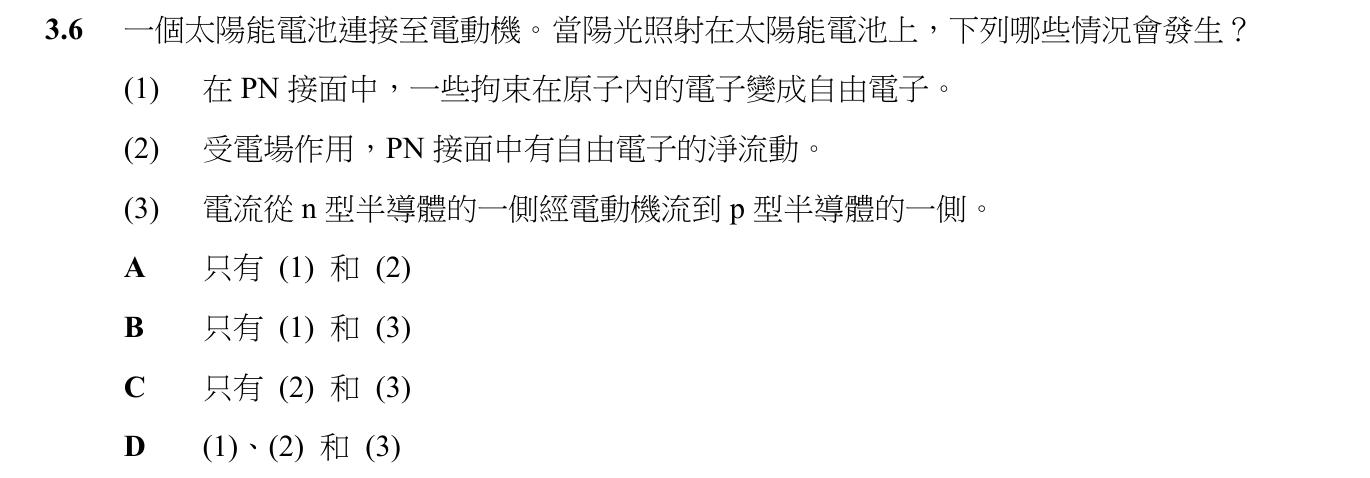 3.6 一個太陽能電池連接至電動機。當陽光照射在太陽能電池上，下列哪些情況會發生？
(1) 在 PN 接面中，一些拘束在原子內的電子變成自由電子。
(2) 受電場作用，PN 接面中有自由電子的淨流動。
(3) 電流從 n 型半導體的一側經電動機流到 p 型半導體的一側。
A 只有 (1) 和 (2)
B 只有 (1) 和 (3)
C 只有 (2) 和 (3)
D (1)、(2) 和 (3)